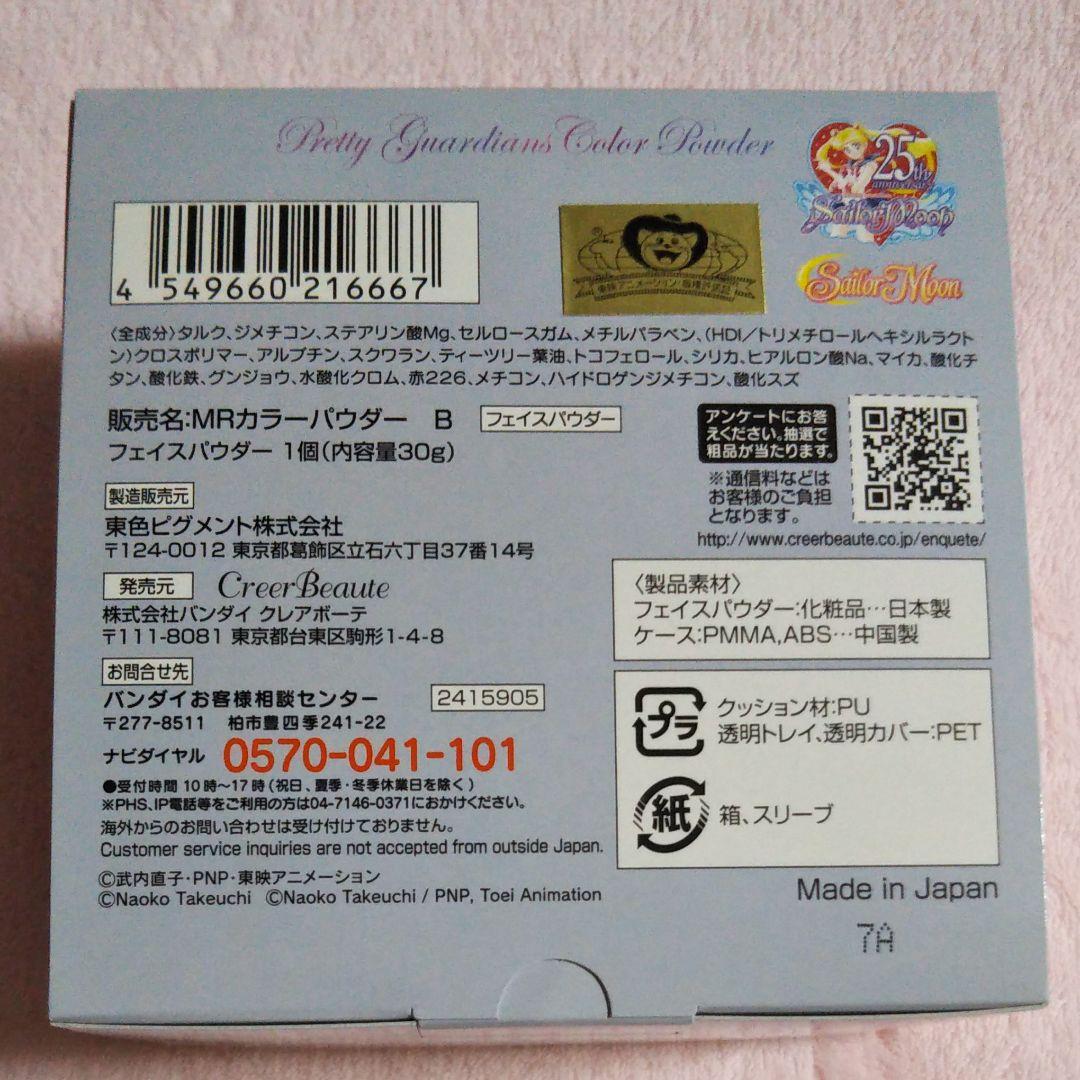 Pretty Guardians Color Powder
25th
anniversary
Sailor Moon
Sailor Moon
4 549660 216667
東映アニメーション・版権許諾証
〈全成分〉タルク、ジメチコン、ステアリン酸Mg、セルロースガム、メチルパラベン、(HDI/トリメチロールヘキシルラクト
ン)クロスポリマー、アルブチン、スクワラン、ティーツリー葉油、トコフェロール、シリカ、ヒアルロン酸Na、マイカ、酸化チ
タン、酸化鉄、グンジョウ、水酸化クロム、赤226、メチコン、ハイドロゲンジメチコン、酸化スズ
販売名:MRカラーパウダー B フェイスパウダー
フェイスパウダー 1個(内容量30g)
アンケートにお答
えください。抽選で
粗品が当たります。
※通信料などは
お客様のご負担
となります。
http://www.creerbeaute.co.jp/enquete/
製造販売元
東色ピグメント株式会社
〒124-0012 東京都葛飾区立石六丁目37番14号
発売元 CreerBeaute
株式会社バンダイ クレアボーテ
〒111-8081 東京都台東区駒形1-4-8
お問合せ先
バンダイお客様相談センター 2415905
〒277-8511 柏市豊四季241-22
ナビダイヤル 0570-041-101
●受付時間 10時〜17時(祝日、夏季・冬季休業日を除く)
※PHS、IP電話等をご利用の方は04-7146-0371におかけください。
海外からのお問い合わせは受け付けておりません。
Customer service inquiries are not accepted from outside Japan.
©武内直子・PNP・東映アニメーション
©Naoko Takeuchi ©Naoko Takeuchi / PNP, Toei Animation
〈製品素材〉
フェイスパウダー:化粧品…日本製
ケース:PMMA,ABS…中国製
プラ
クッション材:PU
透明トレイ、透明カバー:PET
紙
箱、スリーブ
Made in Japan
7A